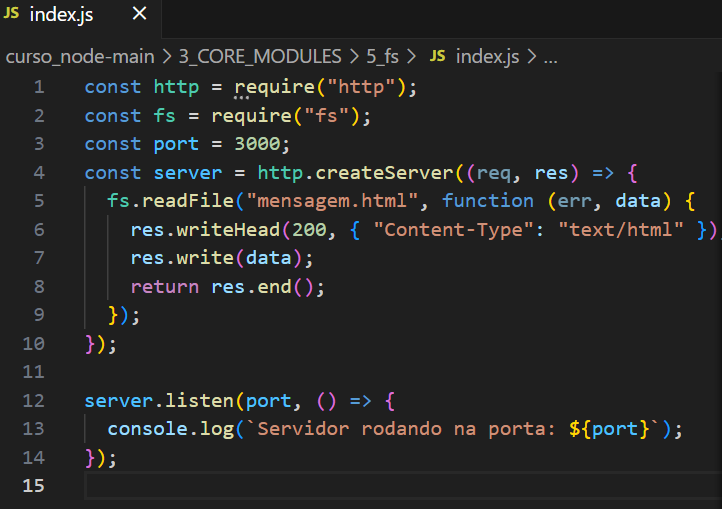 JS index.js ×
curso_node-main > 3_CORE_MODULES > 5_fs > JS index.js > ...
1 const http = require("http");
2 const fs = require("fs");
3 const port = 3000;
4 const server = http.createServer((req, res) => {
5 fs.readFile("mensagem.html", function (err, data) {
6 res.writeHead(200, { "Content-Type": "text/html" })
7 res.write(data);
8 return res.end();
9 });
10 });
11
12 server.listen(port, () => {
13 console.log(`Servidor rodando na porta: ${port}`);
14 });
15